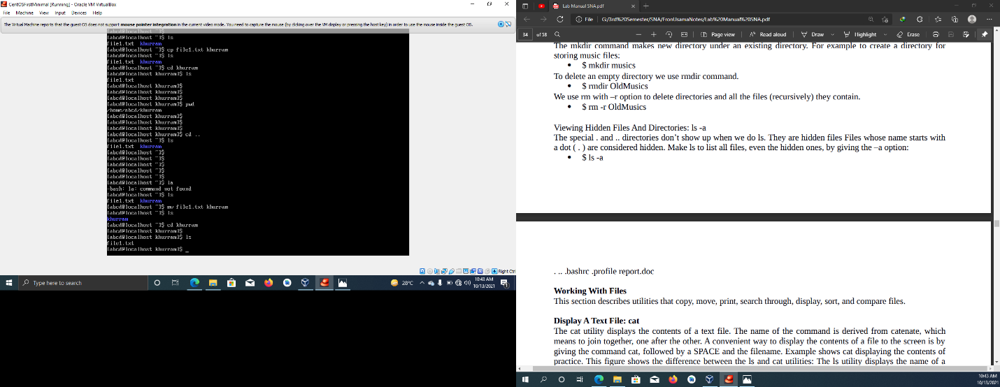 CentOSFirstMinimal [Running] - Oracle VM VirtualBox
File Machine View Input Devices Help
The Virtual Machine reports that the guest OS does not support mouse pointer integration in the current video mode. You need to capture the mouse (by clicking over the VM display or pressing the host key) in order to use the mouse inside the guest OS.
[abcd@localhost ~]$
[abcd@localhost ~]$ ls
file1.txt khurram
[abcd@localhost ~]$ cp file1.txt khurram
[abcd@localhost ~]$ ls
file1.txt khurram
[abcd@localhost ~]$ cd khurram
[abcd@localhost khurram]$ ls
file1.txt
[abcd@localhost khurram]$
[abcd@localhost khurram]$
[abcd@localhost khurram]$
[abcd@localhost khurram]$ pwd
/home/abcd/khurram
[abcd@localhost khurram]$
[abcd@localhost khurram]$
[abcd@localhost khurram]$
[abcd@localhost khurram]$ cd ..
[abcd@localhost ~]$ ls
file1.txt khurram
[abcd@localhost ~]$
[abcd@localhost ~]$
[abcd@localhost ~]$
[abcd@localhost ~]$
[abcd@localhost ~]$
[abcd@localhost ~]$ la
-bash: la: command not found
[abcd@localhost ~]$ ls
file1.txt khurram
[abcd@localhost ~]$ mv file1.txt khurram
[abcd@localhost ~]$ ls
khurram
[abcd@localhost ~]$ cd khurram
[abcd@localhost khurram]$
[abcd@localhost khurram]$ ls
file1.txt
[abcd@localhost khurram]$ _
Right Ctrl
Type here to search
28°C
10:43 AM
10/13/2021
Lab Manual SNA.pdf
File G:/3rd%20Semester/SNA/FronUsamaNotes/Lab%20Manual%20SNA.pdf
34 of 58 Page view Read aloud Draw Highlight Erase
The mkdir command makes new directory under an existing directory. For example to create a directory for
storing music files:
• $ mkdir musics
To delete an empty directory we use rmdir command.
• $ rmdir OldMusics
We use rm with –r option to delete directories and all the files (recursively) they contain.
• $ rm -r OldMusics
Viewing Hidden Files And Directories: ls -a
The special . and .. directories don’t show up when we do ls. They are hidden files Files whose name starts with
a dot ( . ) are considered hidden. Make ls to list all files, even the hidden ones, by giving the –a option:
• $ ls -a
. .. .bashrc .profile report.doc
Working With Files
This section describes utilities that copy, move, print, search through, display, sort, and compare files.
Display A Text File: cat
The cat utility displays the contents of a text file. The name of the command is derived from catenate, which
means to join together, one after the other. A convenient way to display the contents of a file to the screen is by
giving the command cat, followed by a SPACE and the filename. Example shows cat displaying the contents of
practice. This figure shows the difference between the ls and cat utilities: The ls utility displays the name of a
10:43 AM
10/13/2021